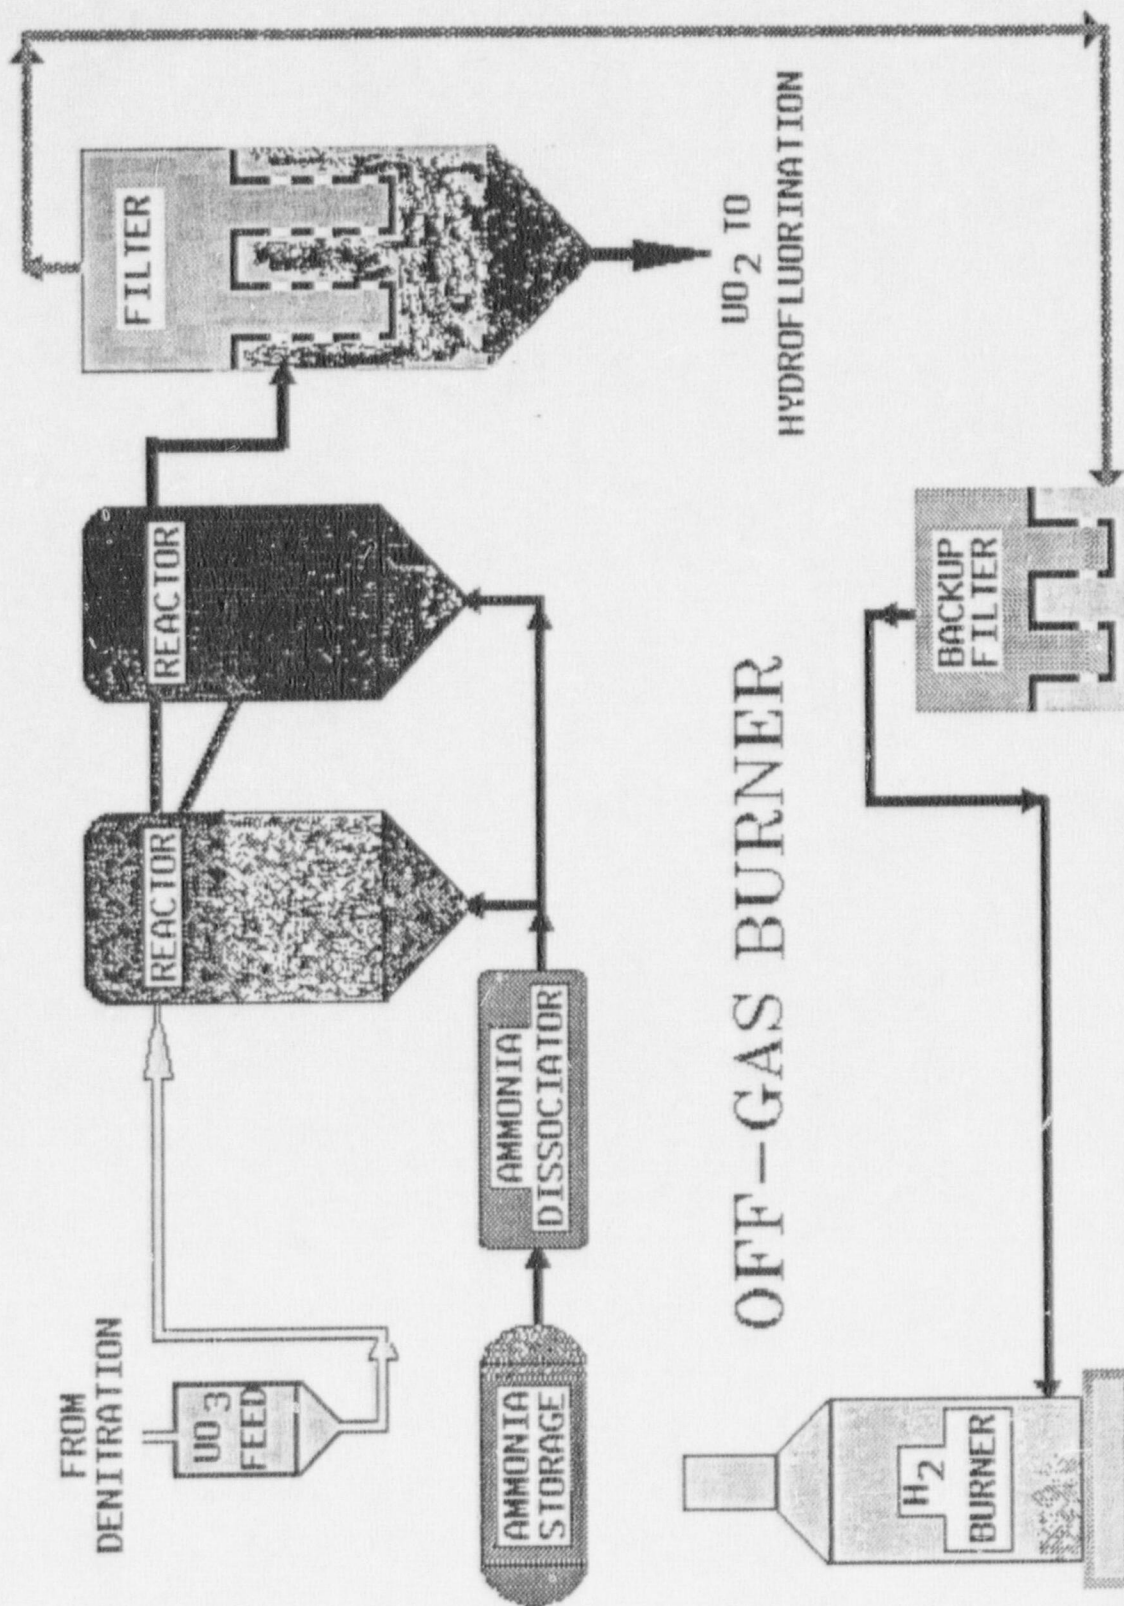 FROM
DENITRATION
UO3
FEED
REACTOR
REACTOR
FILTER
AMMONIA
STORAGE
AMMONIA
DISSOCIATOR
UO2 TO
HYDROFLUORINATION
OFF-GAS BURNER
H2
BURNER
BACKUP
FILTER